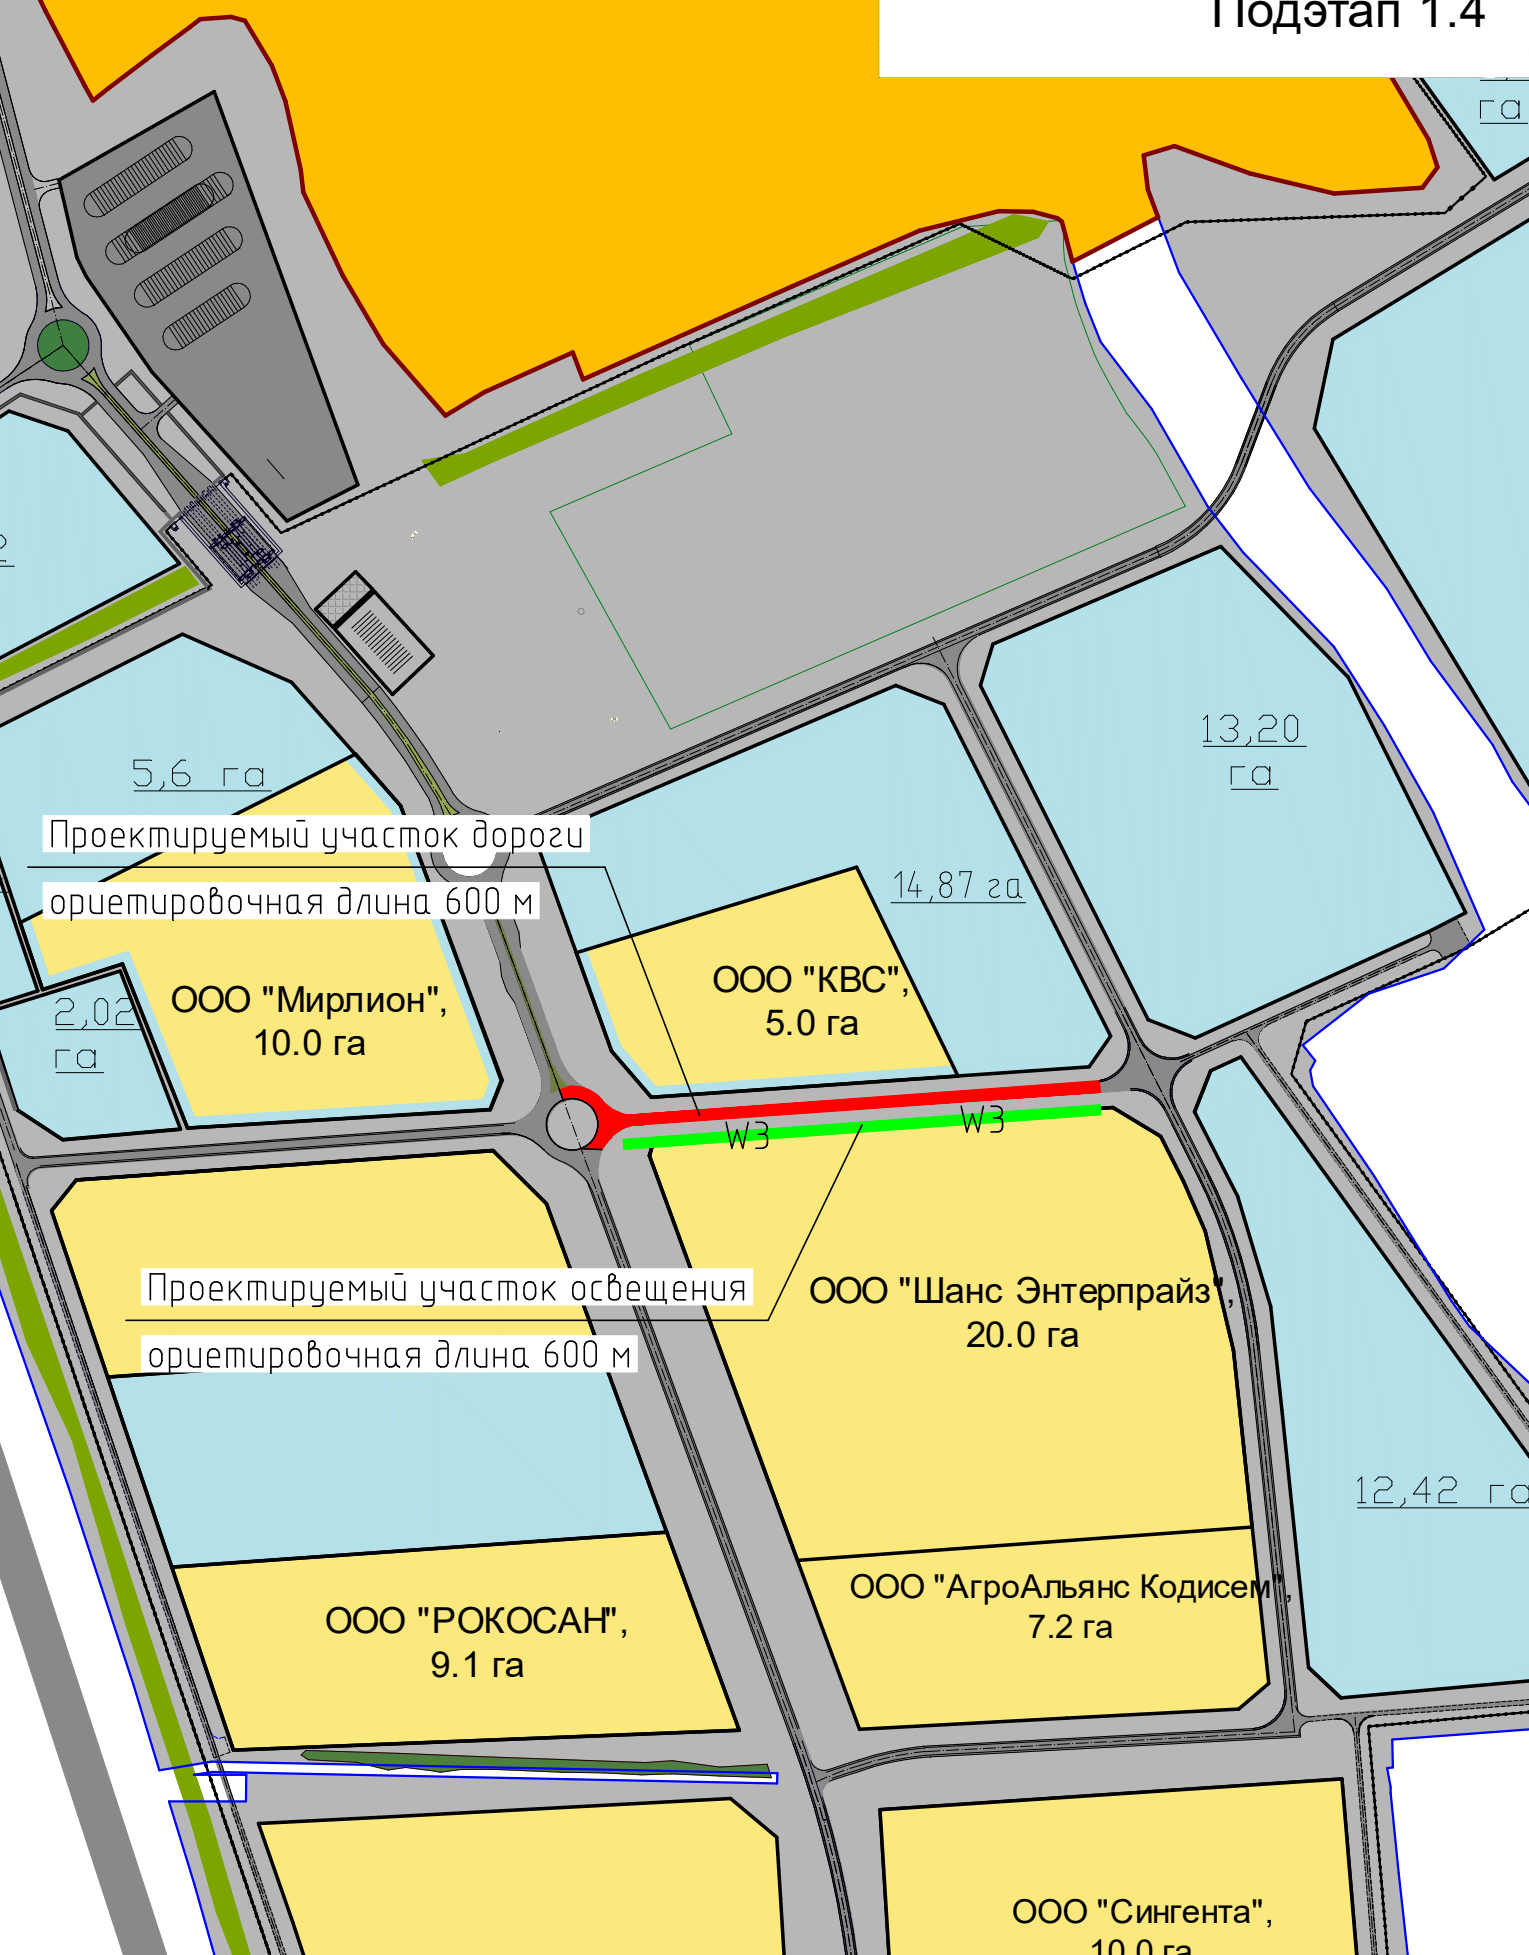 Подэтап 1.4
га
5,6 га
13,20
га
Проектируемый участок дороги
ориетировочная длина 600 м
14,87 га
ООО "Мирлион",
10.0 га
ООО "КВС",
5.0 га
2,02
га
W3
W3
Проектируемый участок освещения
ориетировочная длина 600 м
ООО "Шанс Энтерпрайз",
20.0 га
12,42 га
ООО "АгроАльянс Кодисем",
7.2 га
ООО "РОКОСАН",
9.1 га
ООО "Сингента",
10.0 га